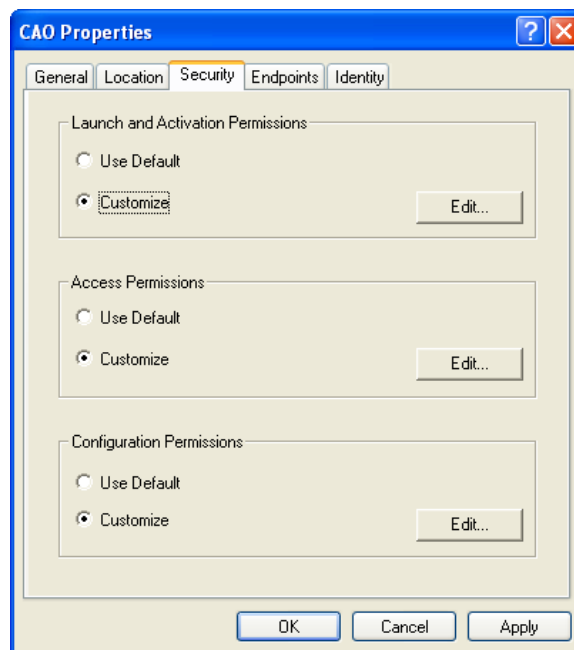 CAO Properties
General Location Security Endpoints Identity
Launch and Activation Permissions
Use Default
Customize
Edit...
Access Permissions
Use Default
Customize
Edit...
Configuration Permissions
Use Default
Customize
Edit...
OK Cancel Apply